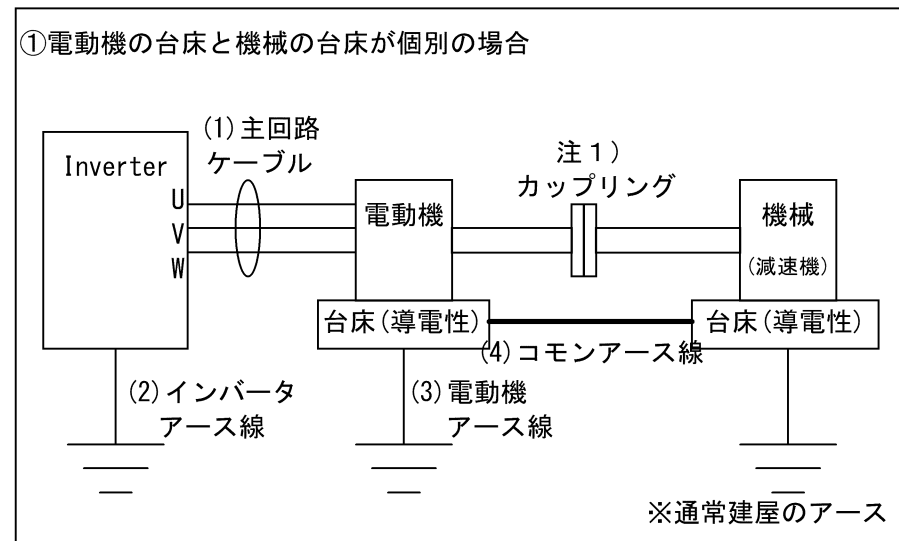 ①電動機の台床と機械の台床が個別の場合
(1)主回路
ケーブル
Inverter
U
V
W
電動機
注１)
カップリング
機械
(減速機)
台床(導電性)
台床(導電性)
(4)コモンアース線
(2)インバータ
アース線
(3)電動機
アース線
※通常建屋のアース